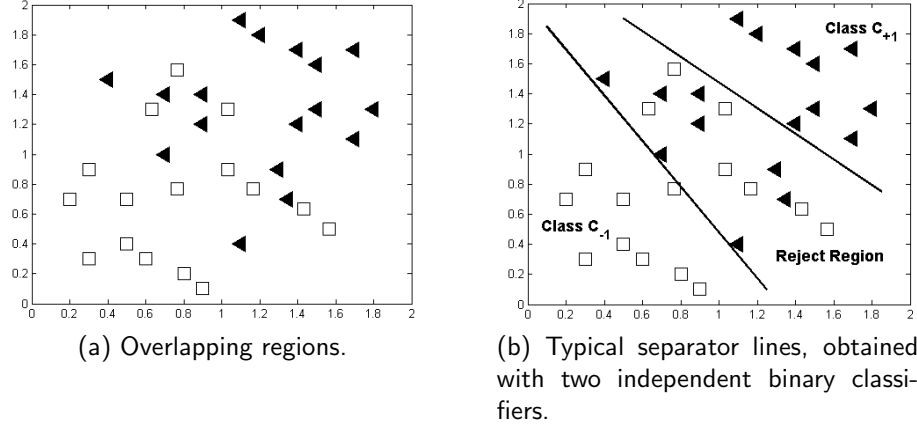 2
1.8
1.6
1.4
1.2
1
0.8
0.6
0.4
0.2
0
0 0.2 0.4 0.6 0.8 1 1.2 1.4 1.6 1.8 2
(a) Overlapping regions.
2
1.8
1.6
1.4
1.2
1
0.8
0.6
0.4
0.2
0
0 0.2 0.4 0.6 0.8 1 1.2 1.4 1.6 1.8 2
Class C+1
Class C-1
Reject Region
(b) Typical separator lines, obtained
with two independent binary classi-
fiers.